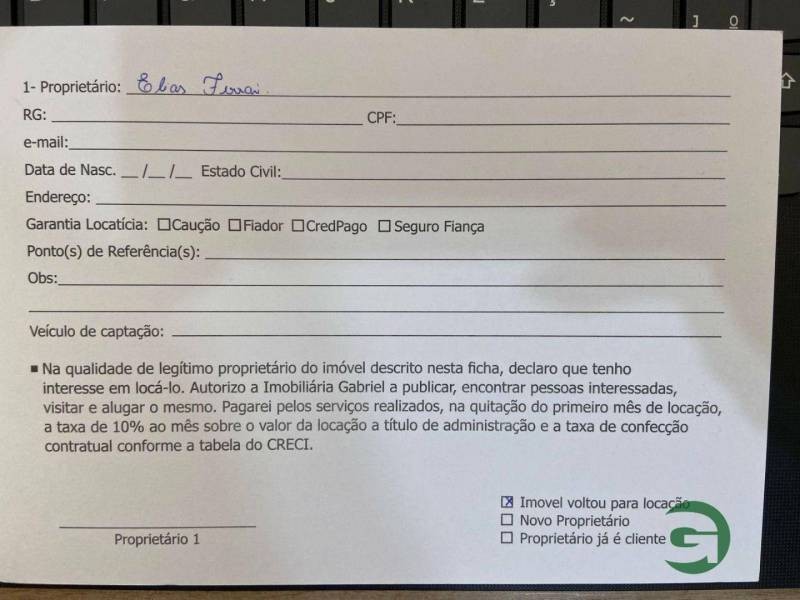 1- Proprietário: Elias Ferrari.
RG: CPF:
e-mail:
Data de Nasc. __ /__ /__ Estado Civil:
Endereço:
Garantia Locatícia: Caução Fiador CredPago Seguro Fiança
Ponto(s) de Referência(s):
Obs:
Veículo de captação:
Na qualidade de legítimo proprietário do imóvel descrito nesta ficha, declaro que tenho
interesse em locá-lo. Autorizo a Imobiliária Gabriel a publicar, encontrar pessoas interessadas,
visitar e alugar o mesmo. Pagarei pelos serviços realizados, na quitação do primeiro mês de locação,
a taxa de 10% ao mês sobre o valor da locação a título de administração e a taxa de confecção
contratual conforme a tabela do CRECI.
X Imovel voltou para locação
Novo Proprietário
Proprietário já é cliente
Proprietário 1